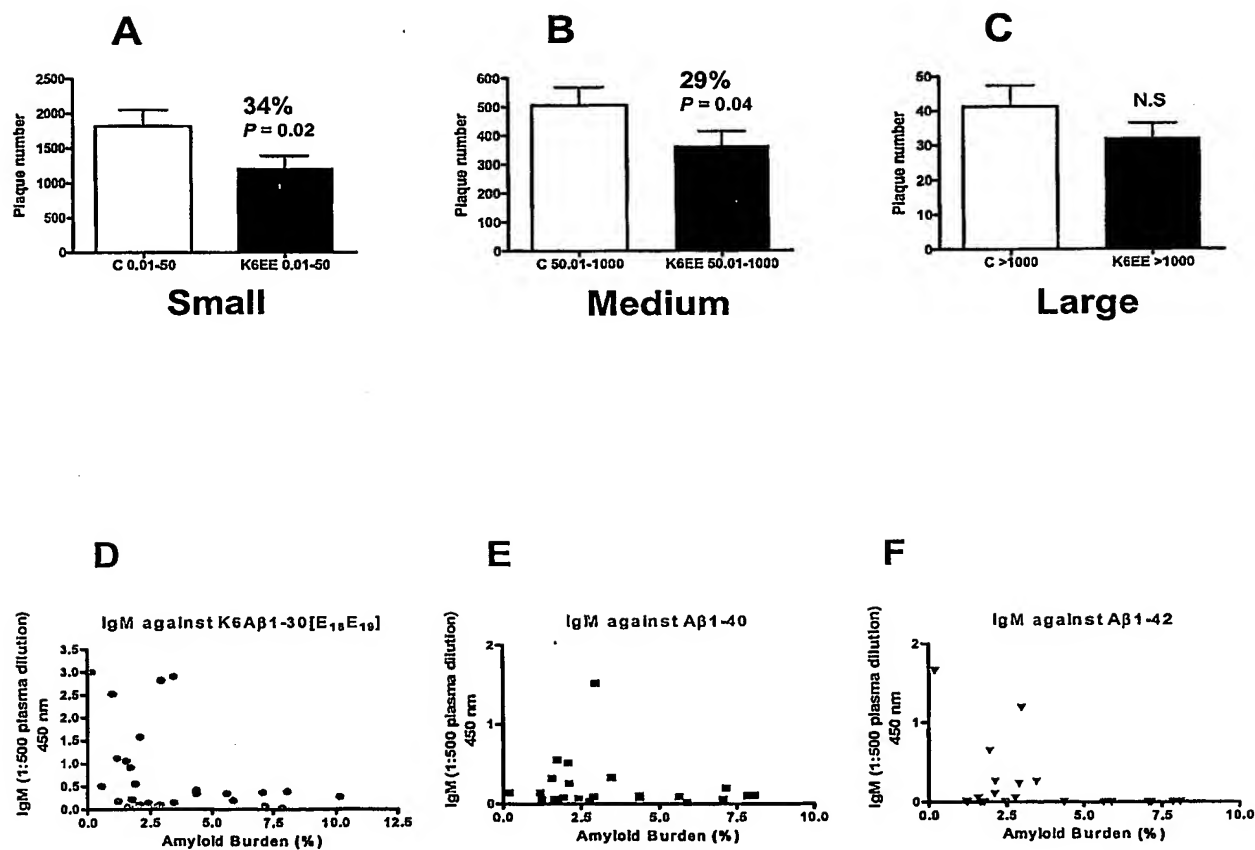 A
B
C
34%
P = 0.02
29%
P = 0.04
N.S
Plaque number
2500
2000
1500
1000
500
0
C 0.01-50
K6EE 0.01-50
Small
Plaque number
600
500
400
300
200
100
0
C 50.01-1000
K6EE 50.01-1000
Medium
Plaque number
50
40
30
20
10
0
C >1000
K6EE >1000
Large
D
E
F
IgM against K6Aβ1-30[E₁₈E₁₉]
IgM (1:500 plasma dilution)
450 nm
3.5
3.0
2.5
2.0
1.5
1.0
0.5
0.0
0.0 2.5 5.0 7.5 10.0 12.5
Amyloid Burden (%)
IgM against Aβ1-40
IgM (1:500 plasma dilution)
450 nm
2
1
0
0.0 2.5 5.0 7.5 10.0
Amyloid Burden (%)
IgM against Aβ1-42
IgM (1:500 plasma dilution)
450 nm
2
1
0
0.0 2.5 5.0 7.5 10.0
Amyloid Burden (%)